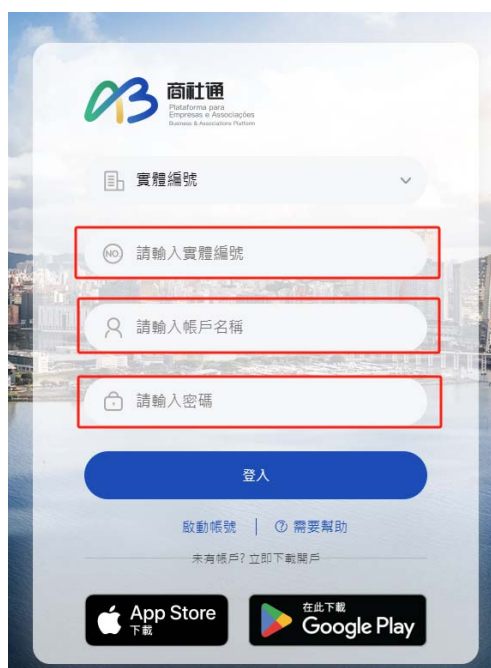 商社通
Plataforma para
Empresas e Associações
Business & Associations Platform
實體編號
NO 請輸入實體編號
請輸入帳戶名稱
請輸入密碼
登入
啟動帳號 | ? 需要幫助
未有帳戶? 立即下載開戶
App Store
下載
在此下載
Google Play